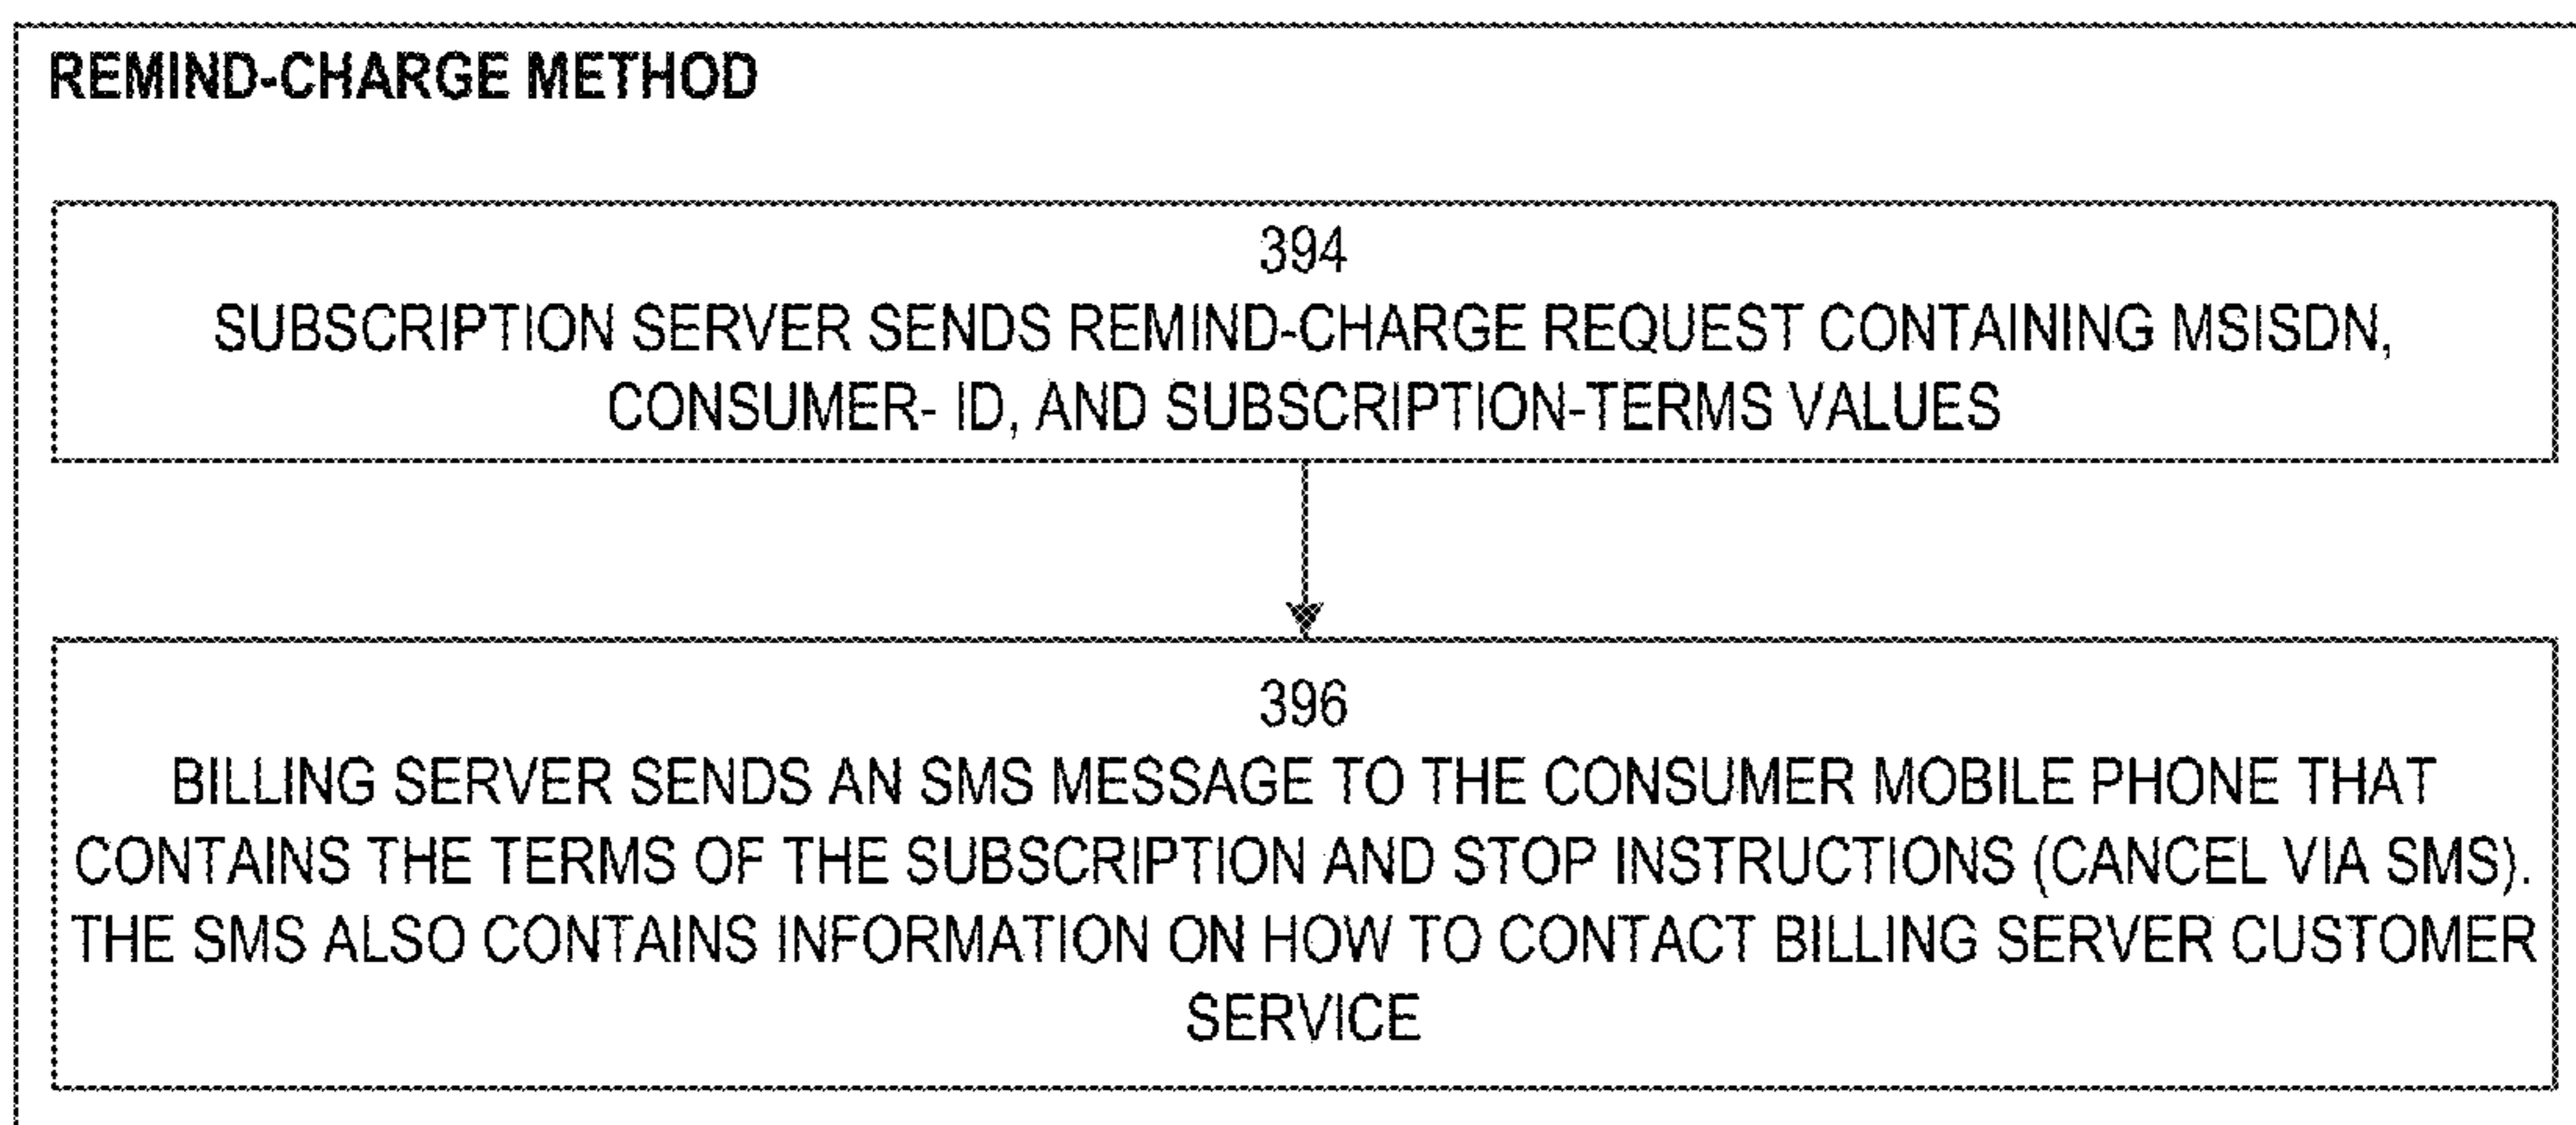 REMIND-CHARGE METHOD
394
SUBSCRIPTION SERVER SENDS REMIND-CHARGE REQUEST CONTAINING MSISDN,
CONSUMER- ID, AND SUBSCRIPTION-TERMS VALUES
396
BILLING SERVER SENDS AN SMS MESSAGE TO THE CONSUMER MOBILE PHONE THAT
CONTAINS THE TERMS OF THE SUBSCRIPTION AND STOP INSTRUCTIONS (CANCEL VIA SMS).
THE SMS ALSO CONTAINS INFORMATION ON HOW TO CONTACT BILLING SERVER CUSTOMER
SERVICE